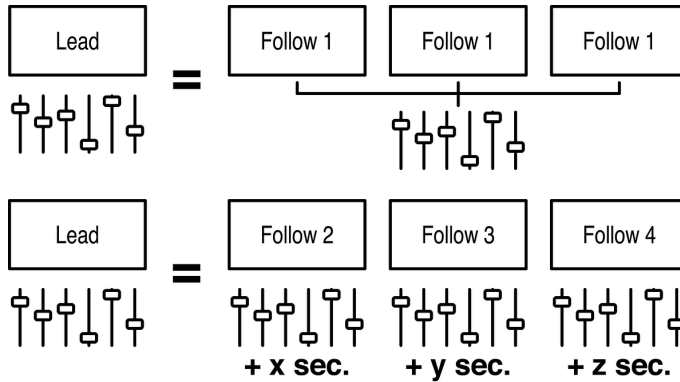 Lead
Follow 1
Follow 1
Follow 1
=
=
Lead
Follow 2
Follow 3
Follow 4
+ x sec.
+ y sec.
+ z sec.